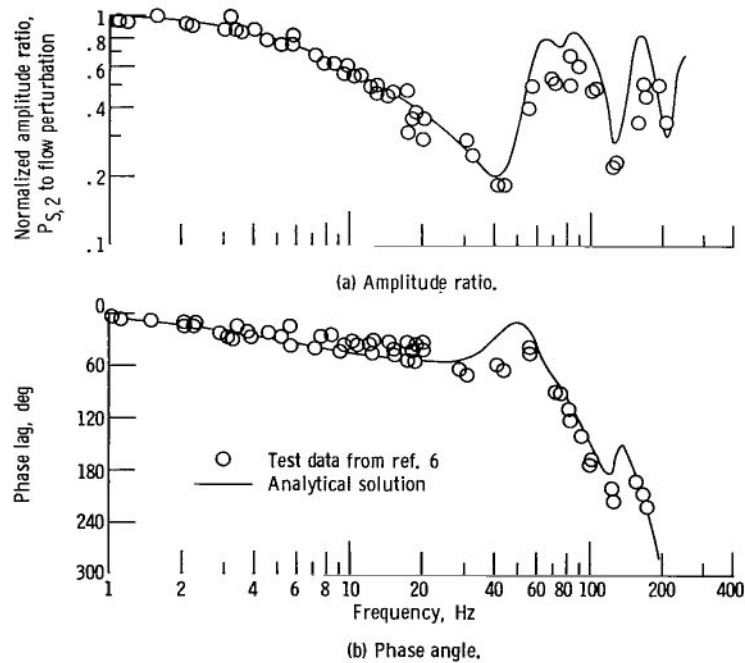 Normalized amplitude ratio,
P_S,2 to flow perturbation
1
.8
.6
.4
.2
.1
(a) Amplitude ratio.
Phase lag, deg
0
60
120
180
240
300
Test data from ref. 6
Analytical solution
1 2 4 6 8 10 20 40 60 80 100 200 400
Frequency, Hz
(b) Phase angle.